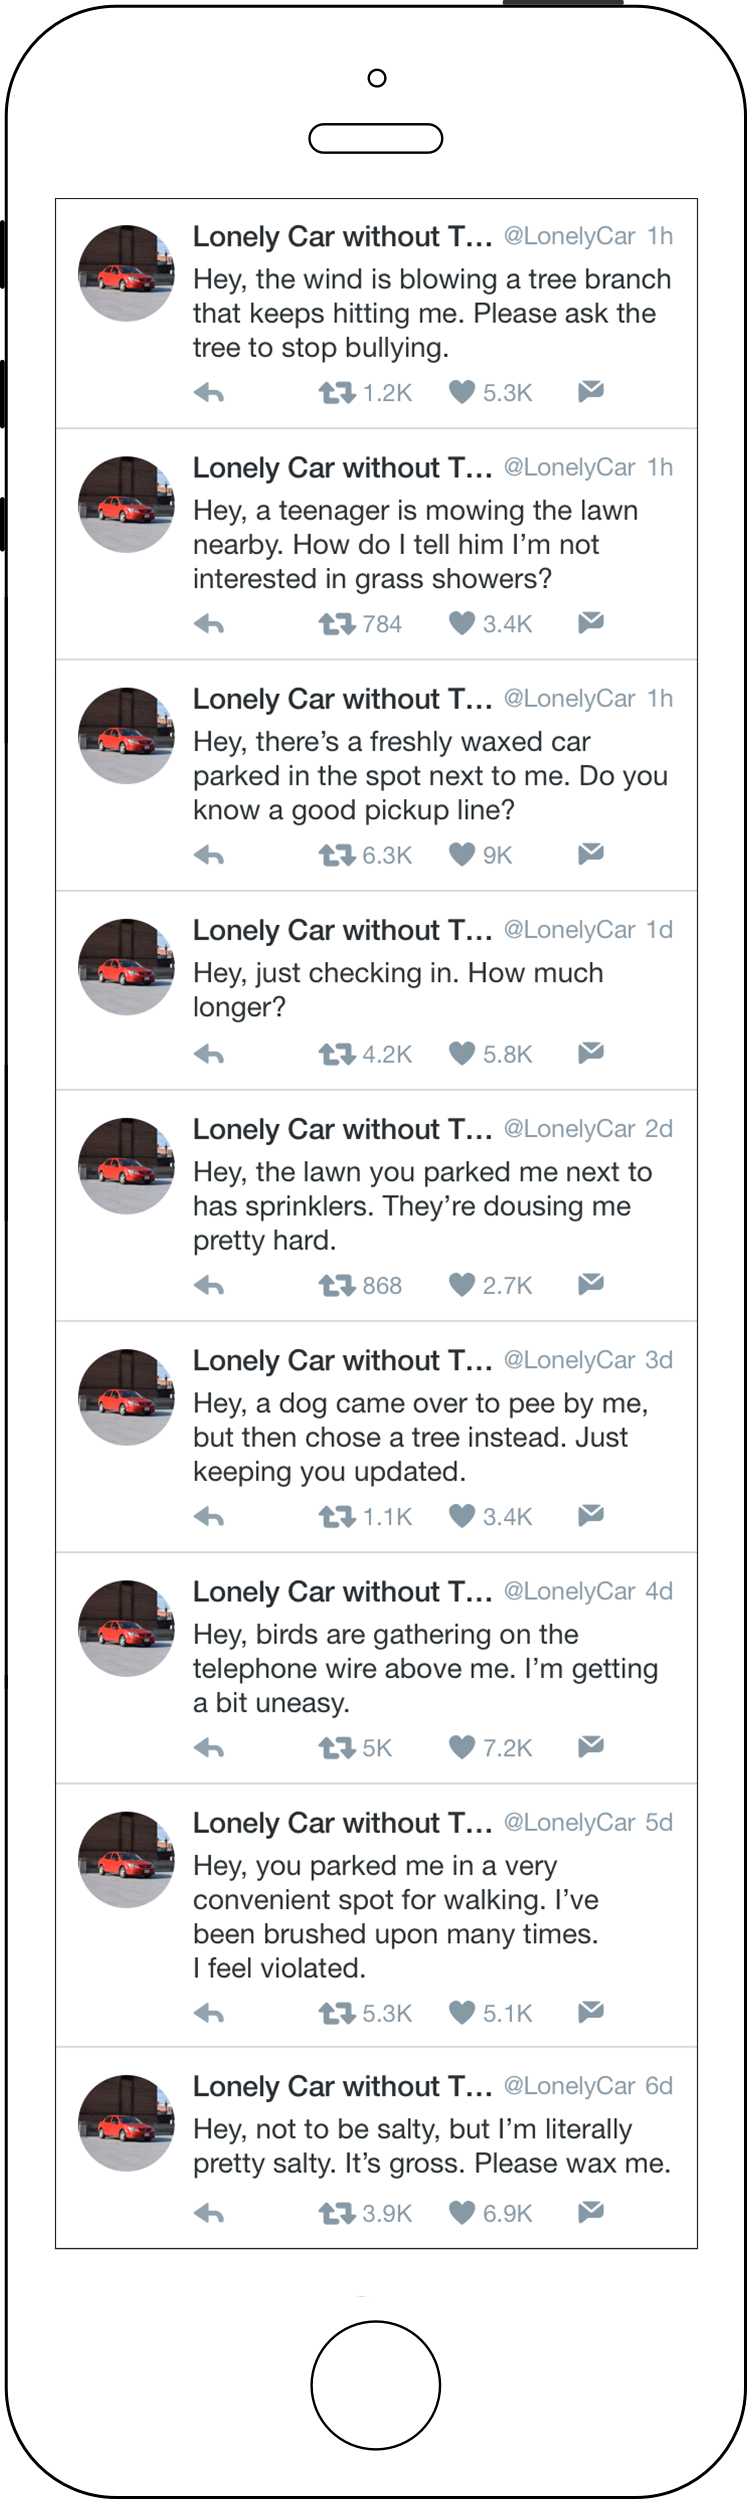 Lonely Car without T... @LonelyCar 1h
Hey, the wind is blowing a tree branch
that keeps hitting me. Please ask the
tree to stop bullying.
1.2K 5.3K
Lonely Car without T... @LonelyCar 1h
Hey, a teenager is mowing the lawn
nearby. How do I tell him I’m not
interested in grass showers?
784 3.4K
Lonely Car without T... @LonelyCar 1h
Hey, there’s a freshly waxed car
parked in the spot next to me. Do you
know a good pickup line?
6.3K 9K
Lonely Car without T... @LonelyCar 1d
Hey, just checking in. How much
longer?
4.2K 5.8K
Lonely Car without T... @LonelyCar 2d
Hey, the lawn you parked me next to
has sprinklers. They’re dousing me
pretty hard.
868 2.7K
Lonely Car without T... @LonelyCar 3d
Hey, a dog came over to pee by me,
but then chose a tree instead. Just
keeping you updated.
1.1K 3.4K
Lonely Car without T... @LonelyCar 4d
Hey, birds are gathering on the
telephone wire above me. I’m getting
a bit uneasy.
5K 7.2K
Lonely Car without T... @LonelyCar 5d
Hey, you parked me in a very
convenient spot for walking. I’ve
been brushed upon many times.
I feel violated.
5.3K 5.1K
Lonely Car without T... @LonelyCar 6d
Hey, not to be salty, but I’m literally
pretty salty. It’s gross. Please wax me.
3.9K 6.9K